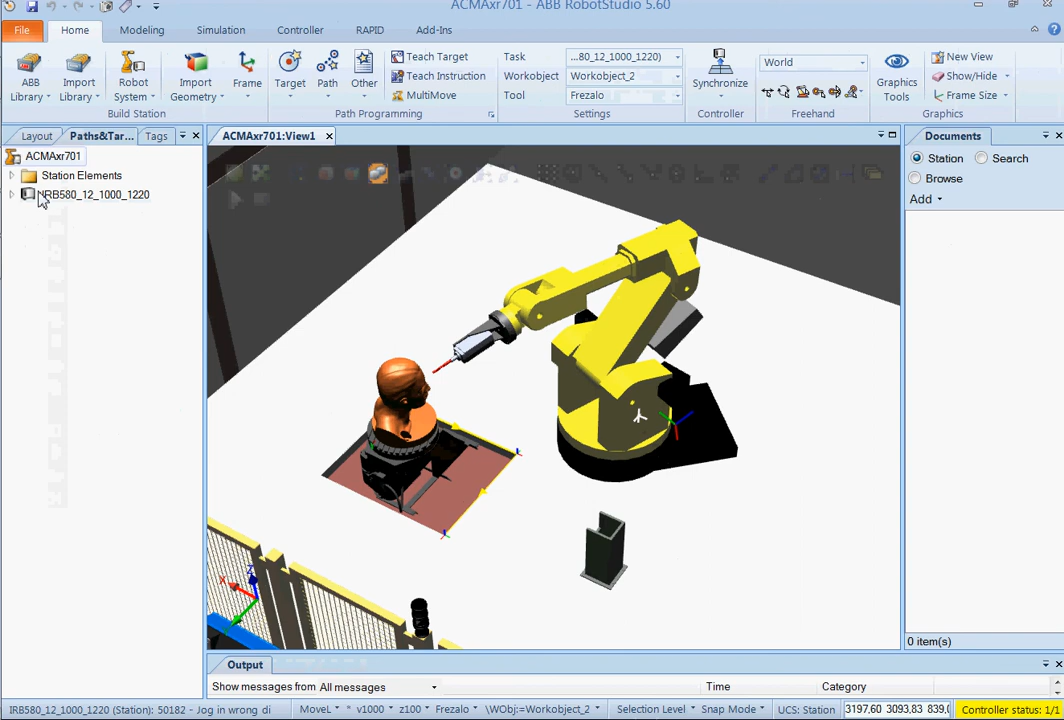 ACMAxr701 - ABB RobotStudio 5.60
File Home Modeling Simulation Controller RAPID Add-Ins
ABB Library
Import Library
Robot System
Import Geometry
Frame
Build Station
Target
Path
Other
Teach Target
Teach Instruction
MultiMove
Path Programming
Task ...80_12_1000_1220)
Workobject Workobject_2
Tool Frezalo
Settings
Synchronize
Controller
World
Freehand
Graphics Tools
New View
Show/Hide
Frame Size
Graphics
Layout Paths&Tar... Tags
ACMAxr701:View1
Documents
ACMAxr701
Station Elements
IRB580_12_1000_1220
Station Search
Browse
Add
X Z
0 item(s)
Output
Show messages from All messages Time Category
IRB580_12_1000_1220 (Station): 50182 - Jog in wrong di MoveL * v1000 z100 Frezalo \WObj:=Workobject_2 Selection Level Snap Mode UCS: Station 3197,60 3093,83 839,0 Controller status: 1/1